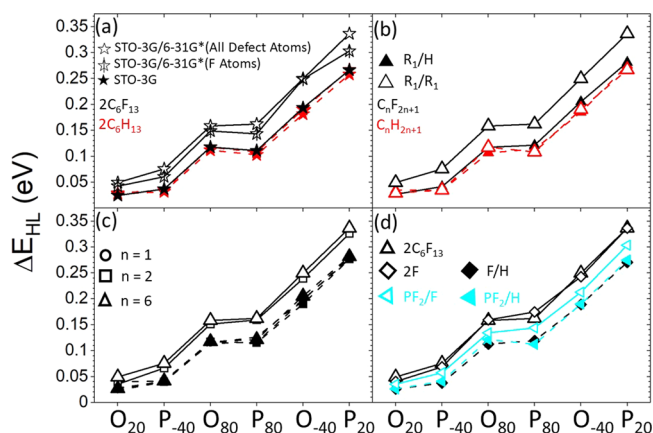 (a)
☆ STO-3G/6-31G*(All Defect Atoms)
STO-3G/6-31G*(F Atoms)
★ STO-3G
2C₆F₁₃
2C₆H₁₃
0.35
0.3
0.25
0.2
0.15
0.1
0.05
(b)
▲ R₁/H
△ R₁/R₁
CₙF₂ₙ₊₁
CₙH₂ₙ₊₁
ΔE_HL (eV)
(c)
n = 1
n = 2
n = 6
0.35
0.3
0.25
0.2
0.15
0.1
0.05
0
(d)
2C₆F₁₃
2F
F/H
PF₂/F
PF₂/H
O₂₀ P₋₄₀ O₈₀ P₈₀ O₋₄₀ P₂₀
O₂₀ P₋₄₀ O₈₀ P₈₀ O₋₄₀ P₂₀